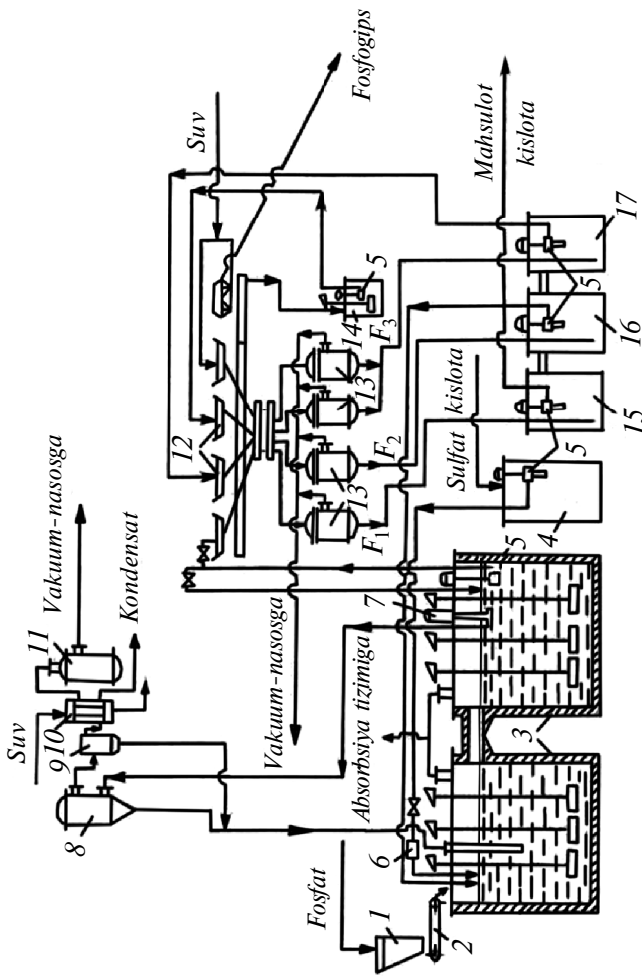 Suv
Vakuum-nasosga
Kondensat
8
9
10
11
12
Suv
Fosfogips
Vakuum-nasosga
Absorbsiya tizimiga
Fosfat
1
2
3
4
5
6
7
13
13
14
5
F1
F2
F3
Sulfat kislota
Mahsulot
kislota
5
5
15
16
17